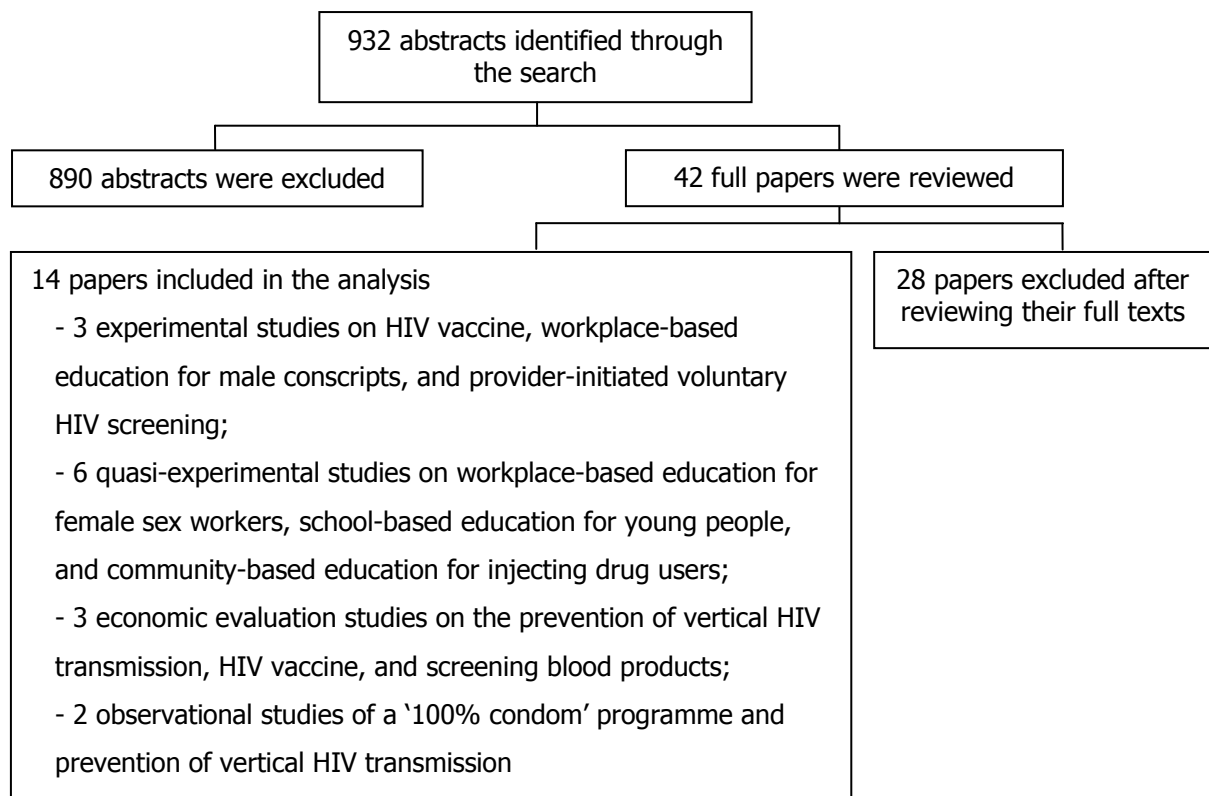 932 abstracts identified through
the search
890 abstracts were excluded
42 full papers were reviewed
14 papers included in the analysis
- 3 experimental studies on HIV vaccine, workplace-based
education for male conscripts, and provider-initiated voluntary
HIV screening;
- 6 quasi-experimental studies on workplace-based education for
female sex workers, school-based education for young people,
and community-based education for injecting drug users;
- 3 economic evaluation studies on the prevention of vertical HIV
transmission, HIV vaccine, and screening blood products;
- 2 observational studies of a ‘100% condom’ programme and
prevention of vertical HIV transmission
28 papers excluded after
reviewing their full texts